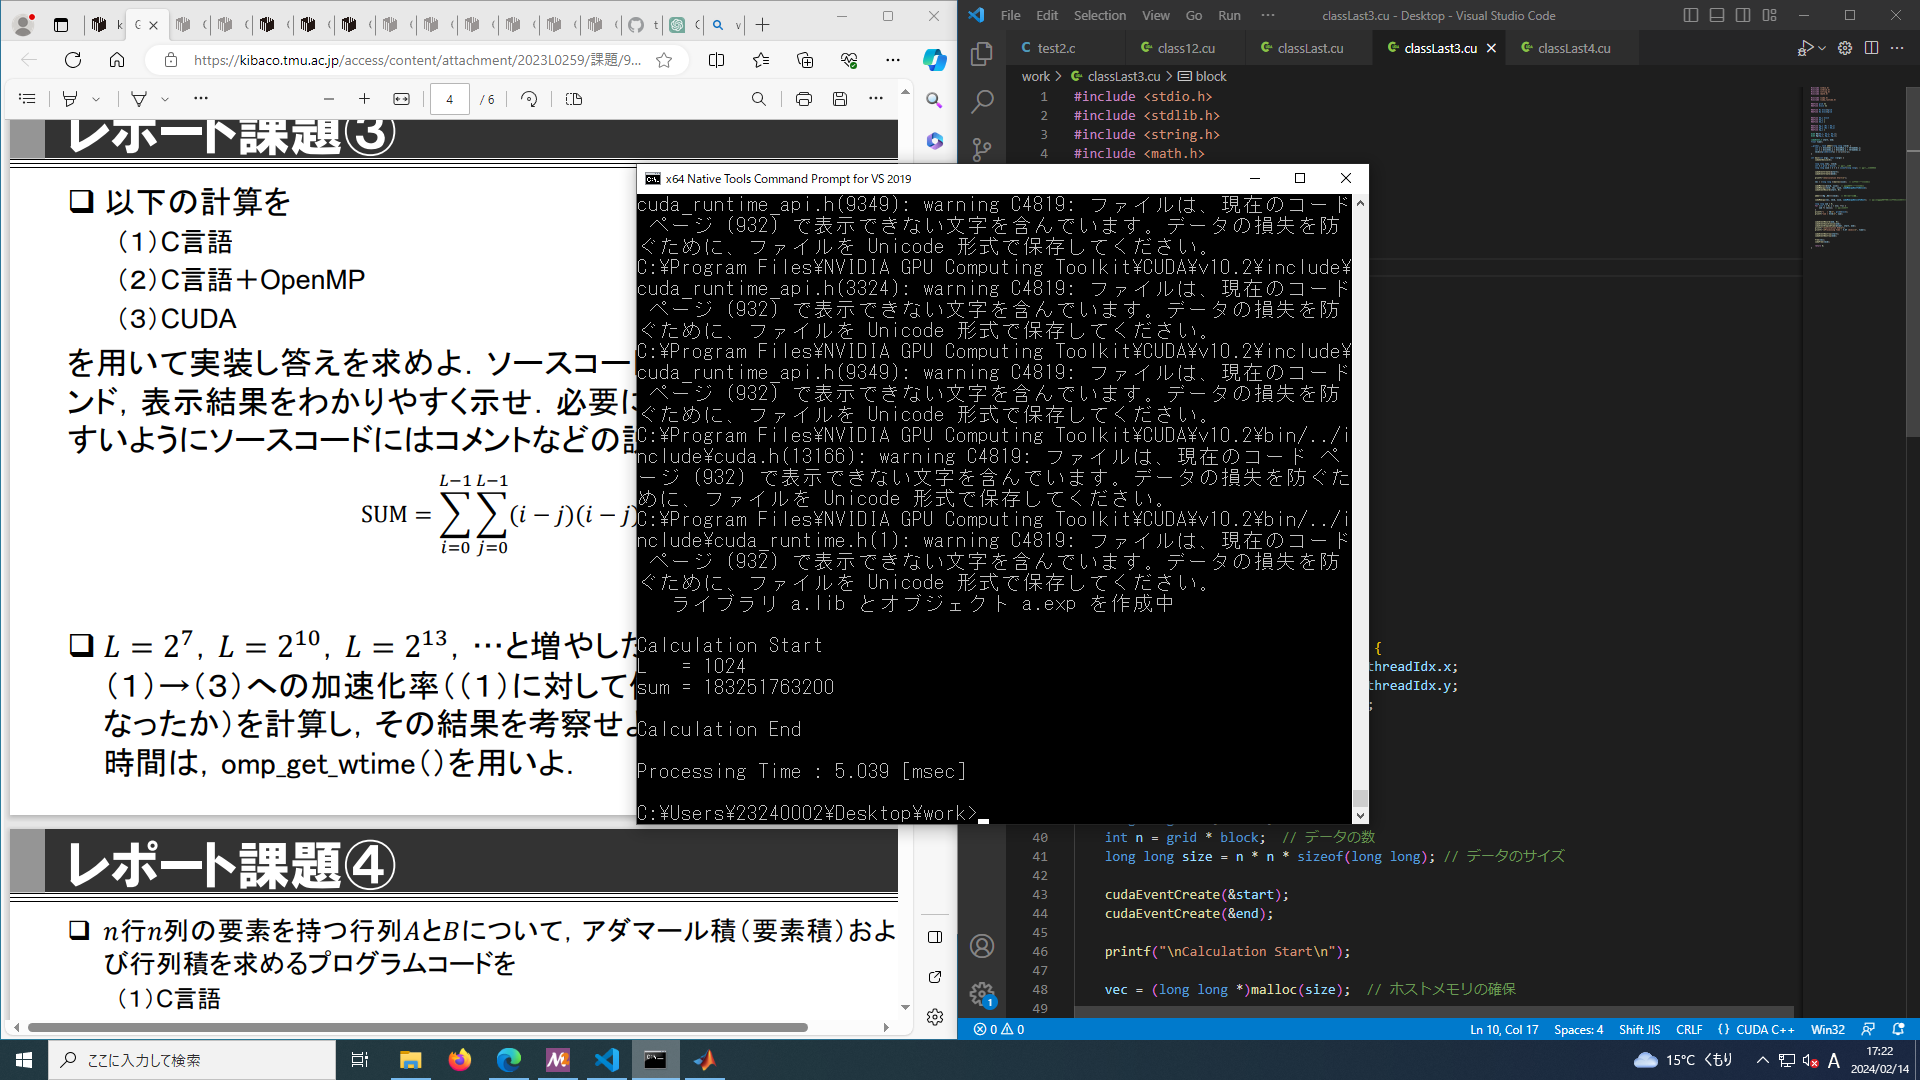 https://kibaco.tmu.ac.jp/access/content/attachment/2023L0259/課題/9...
4 / 6
レポート課題③
❑ 以下の計算を
（1）C言語
（2）C言語＋OpenMP
（3）CUDA
を用いて実装し答えを求めよ．ソースコー
ンド，表示結果をわかりやすく示せ．必要に
すいようにソースコードにはコメントなどの
SUM = ∑_{i=0}^{L−1} ∑_{j=0}^{L−1} (i − j)(i − j)
❑ L = 2^7, L = 2^10, L = 2^13, …と増やした
（1）→（3）への加速化率（（1）に対して
なったか）を計算し，その結果を考察せよ
時間は，omp_get_wtime（）を用いよ．
レポート課題④
❑ n行n列の要素を持つ行列AとBについて，アダマール積（要素積）およ
び行列積を求めるプログラムコードを
（1）C言語
x64 Native Tools Command Prompt for VS 2019
cuda_runtime_api.h(9349): warning C4819: ファイルは、現在のコード
ページ (932) で表示できない文字を含んでいます。データの損失を防
ぐために、ファイルを Unicode 形式で保存してください。
C:¥Program Files¥NVIDIA GPU Computing Toolkit¥CUDA¥v10.2¥include¥
cuda_runtime_api.h(3324): warning C4819: ファイルは、現在のコード
ページ (932) で表示できない文字を含んでいます。データの損失を防
ぐために、ファイルを Unicode 形式で保存してください。
C:¥Program Files¥NVIDIA GPU Computing Toolkit¥CUDA¥v10.2¥include¥
cuda_runtime_api.h(9349): warning C4819: ファイルは、現在のコード
ページ (932) で表示できない文字を含んでいます。データの損失を防
ぐために、ファイルを Unicode 形式で保存してください。
C:¥Program Files¥NVIDIA GPU Computing Toolkit¥CUDA¥v10.2¥bin/../i
nclude¥cuda.h(13166): warning C4819: ファイルは、現在のコード ペ
ージ (932) で表示できない文字を含んでいます。データの損失を防ぐた
めに、ファイルを Unicode 形式で保存してください。
C:¥Program Files¥NVIDIA GPU Computing Toolkit¥CUDA¥v10.2¥bin/../i
nclude¥cuda_runtime.h(1): warning C4819: ファイルは、現在のコード
ページ (932) で表示できない文字を含んでいます。データの損失を防
ぐために、ファイルを Unicode 形式で保存してください。
ライブラリ a.lib とオブジェクト a.exp を作成中
Calculation Start
L = 1024
sum = 183251763200
Calculation End
Processing Time : 5.039 [msec]
C:¥Users¥23240002¥Desktop¥work>
File Edit Selection View Go Run ··· classLast3.cu - Desktop - Visual Studio Code
test2.c class12.cu classLast.cu classLast3.cu classLast4.cu
work > classLast3.cu > block
1 #include <stdio.h>
2 #include <stdlib.h>
3 #include <string.h>
4 #include <math.h>
{
threadIdx.x;
threadIdx.y;
;
40 int n = grid * block; // データの数
41 long long size = n * n * sizeof(long long); // データのサイズ
42
43 cudaEventCreate(&start);
44 cudaEventCreate(&end);
45
46 printf("\nCalculation Start\n");
47
48 vec = (long long *)malloc(size); // ホストメモリの確保
49
0 0 Ln 10, Col 17 Spaces: 4 Shift JIS CRLF {} CUDA C++ Win32
1
ここに入力して検索
15°C くもり A 17:22
2024/02/14